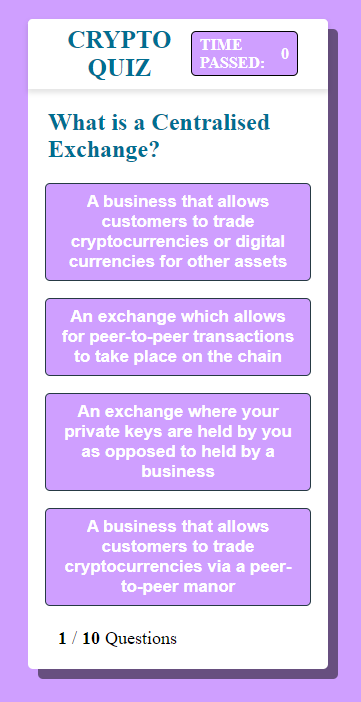 CRYPTO
QUIZ
TIME
PASSED:
0
What is a Centralised
Exchange?
A business that allows
customers to trade
cryptocurrencies or digital
currencies for other assets
An exchange which allows
for peer-to-peer transactions
to take place on the chain
An exchange where your
private keys are held by you
as opposed to held by a
business
A business that allows
customers to trade
cryptocurrencies via a peer-
to-peer manor
1 / 10 Questions